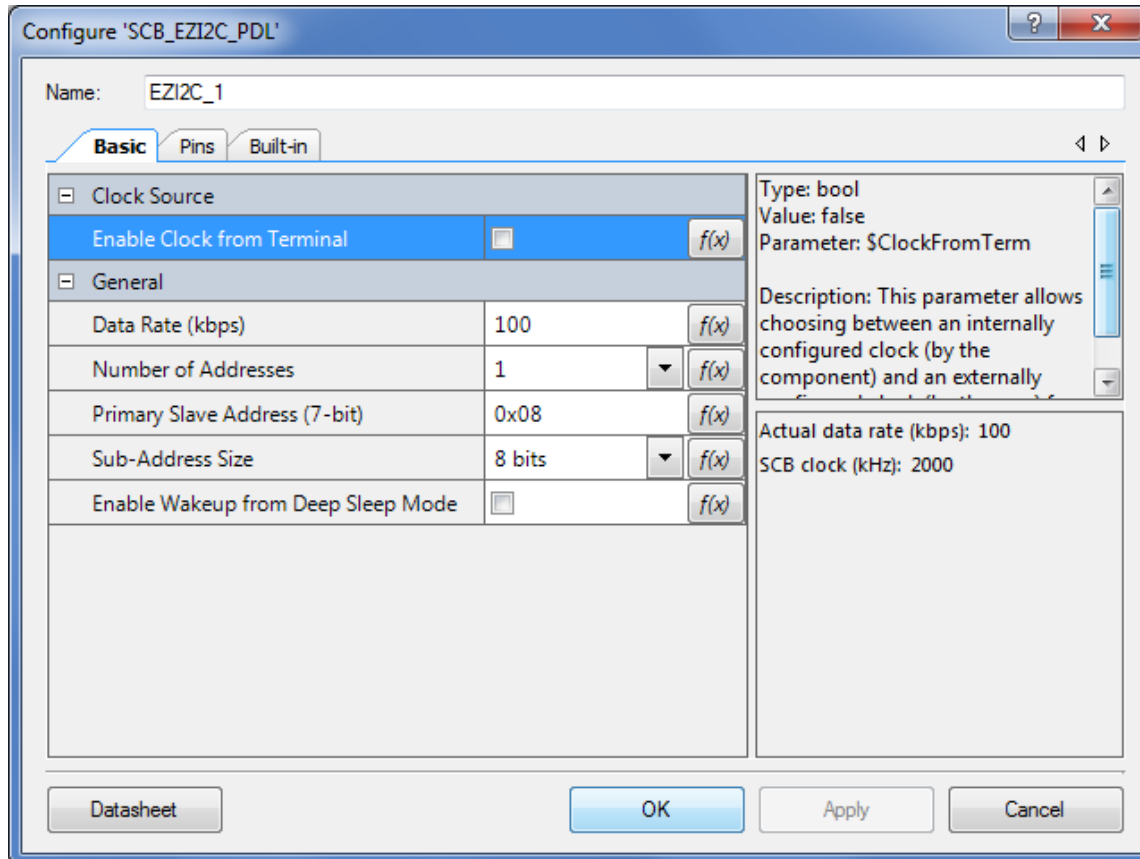 Configure 'SCB_EZI2C_PDL'
Name: EZI2C_1
Basic Pins Built-in
Clock Source
Enable Clock from Terminal f(x)
General
Data Rate (kbps) 100 f(x)
Number of Addresses 1 f(x)
Primary Slave Address (7-bit) 0x08 f(x)
Sub-Address Size 8 bits f(x)
Enable Wakeup from Deep Sleep Mode f(x)
Type: bool
Value: false
Parameter: $ClockFromTerm
Description: This parameter allows
choosing between an internally
configured clock (by the
component) and an externally
Actual data rate (kbps): 100
SCB clock (kHz): 2000
Datasheet OK Apply Cancel